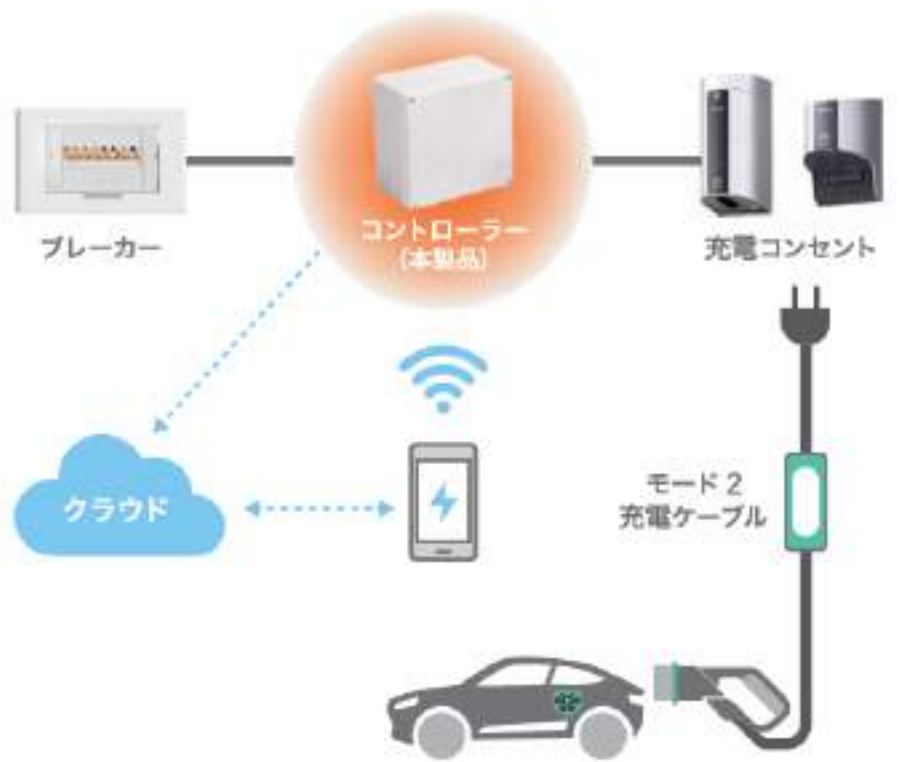 ブレーカー
コントローラー
(本製品)
充電コンセント
クラウド
モード 2
充電ケーブル